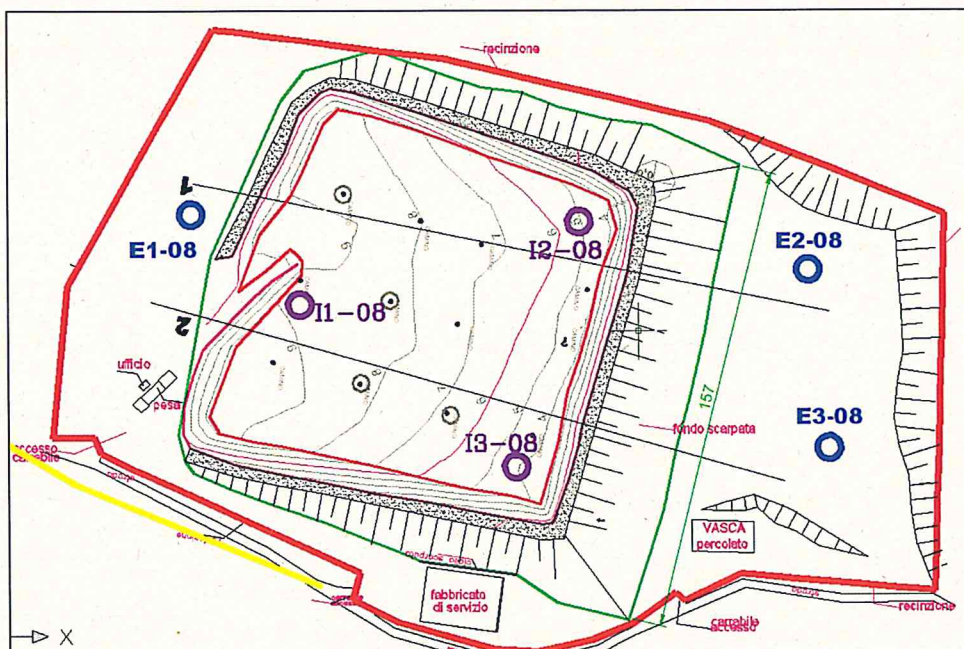 recinzione
1
E1-08
I2-08
E2-08
I1-08
2
ufficio
pesa
157
fondo scarpata
E3-08
I3-08
accesso
carrabile
VASCA
percolato
fabbricato
di servizio
carrabile
accesso
recinzione
X